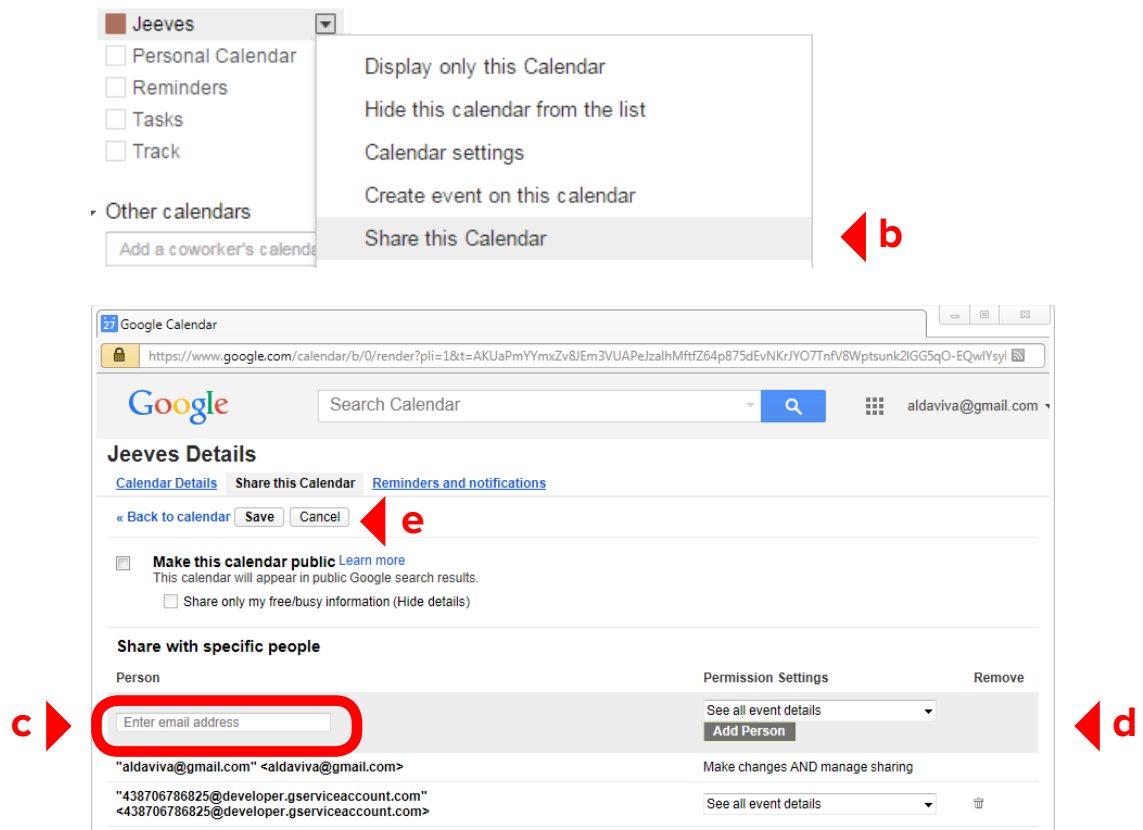 Jeeves
Personal Calendar
Reminders
Tasks
Track
Other calendars
Add a coworker's calenda
Display only this Calendar
Hide this calendar from the list
Calendar settings
Create event on this calendar
Share this Calendar
b
27 Google Calendar
https://www.google.com/calendar/b/0/render?pli=1&t=AKUaPmYYmxZv8JEm3VUAPeJzalhMftfZ64p875dEvNKrJYO7TnfV8Wptsunk2lGG5qO-EQwlYsyl
Google
Search Calendar
aldaviva@gmail.com
Jeeves Details
Calendar Details Share this Calendar Reminders and notifications
« Back to calendar Save Cancel
e
Make this calendar public Learn more
This calendar will appear in public Google search results.
Share only my free/busy information (Hide details)
Share with specific people
Person Permission Settings Remove
c
Enter email address
See all event details
Add Person
d
"aldaviva@gmail.com" <aldaviva@gmail.com> Make changes AND manage sharing
"438706786825@developer.gserviceaccount.com"
<438706786825@developer.gserviceaccount.com>
See all event details